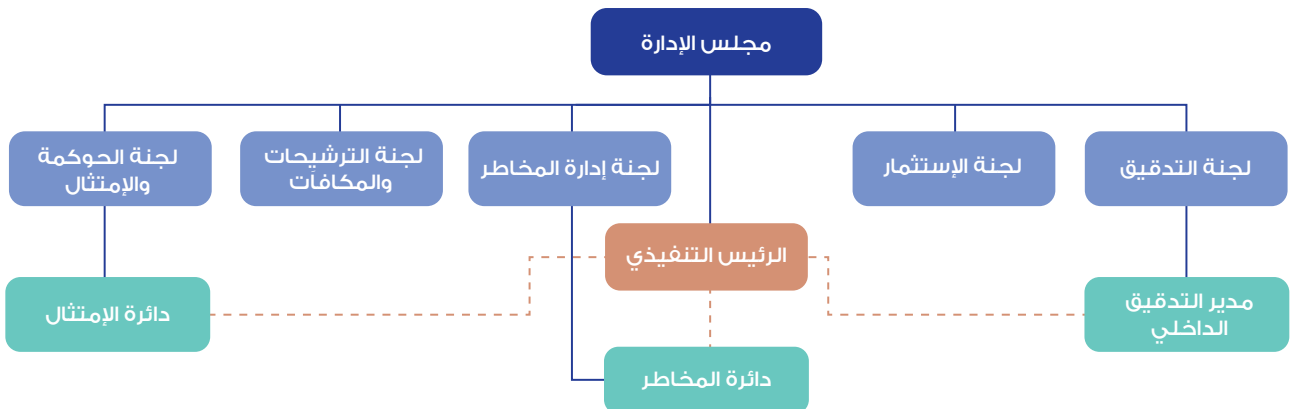 مجلس الإدارة
لجنة التدقيق
لجنة الإستثمار
لجنة إدارة المخاطر
لجنة الترشيحات
والمكافآت
لجنة الحوكمة
والإمتثال
الرئيس التنفيذي
مدير التدقيق
الداخلي
دائرة المخاطر
دائرة الإمتثال